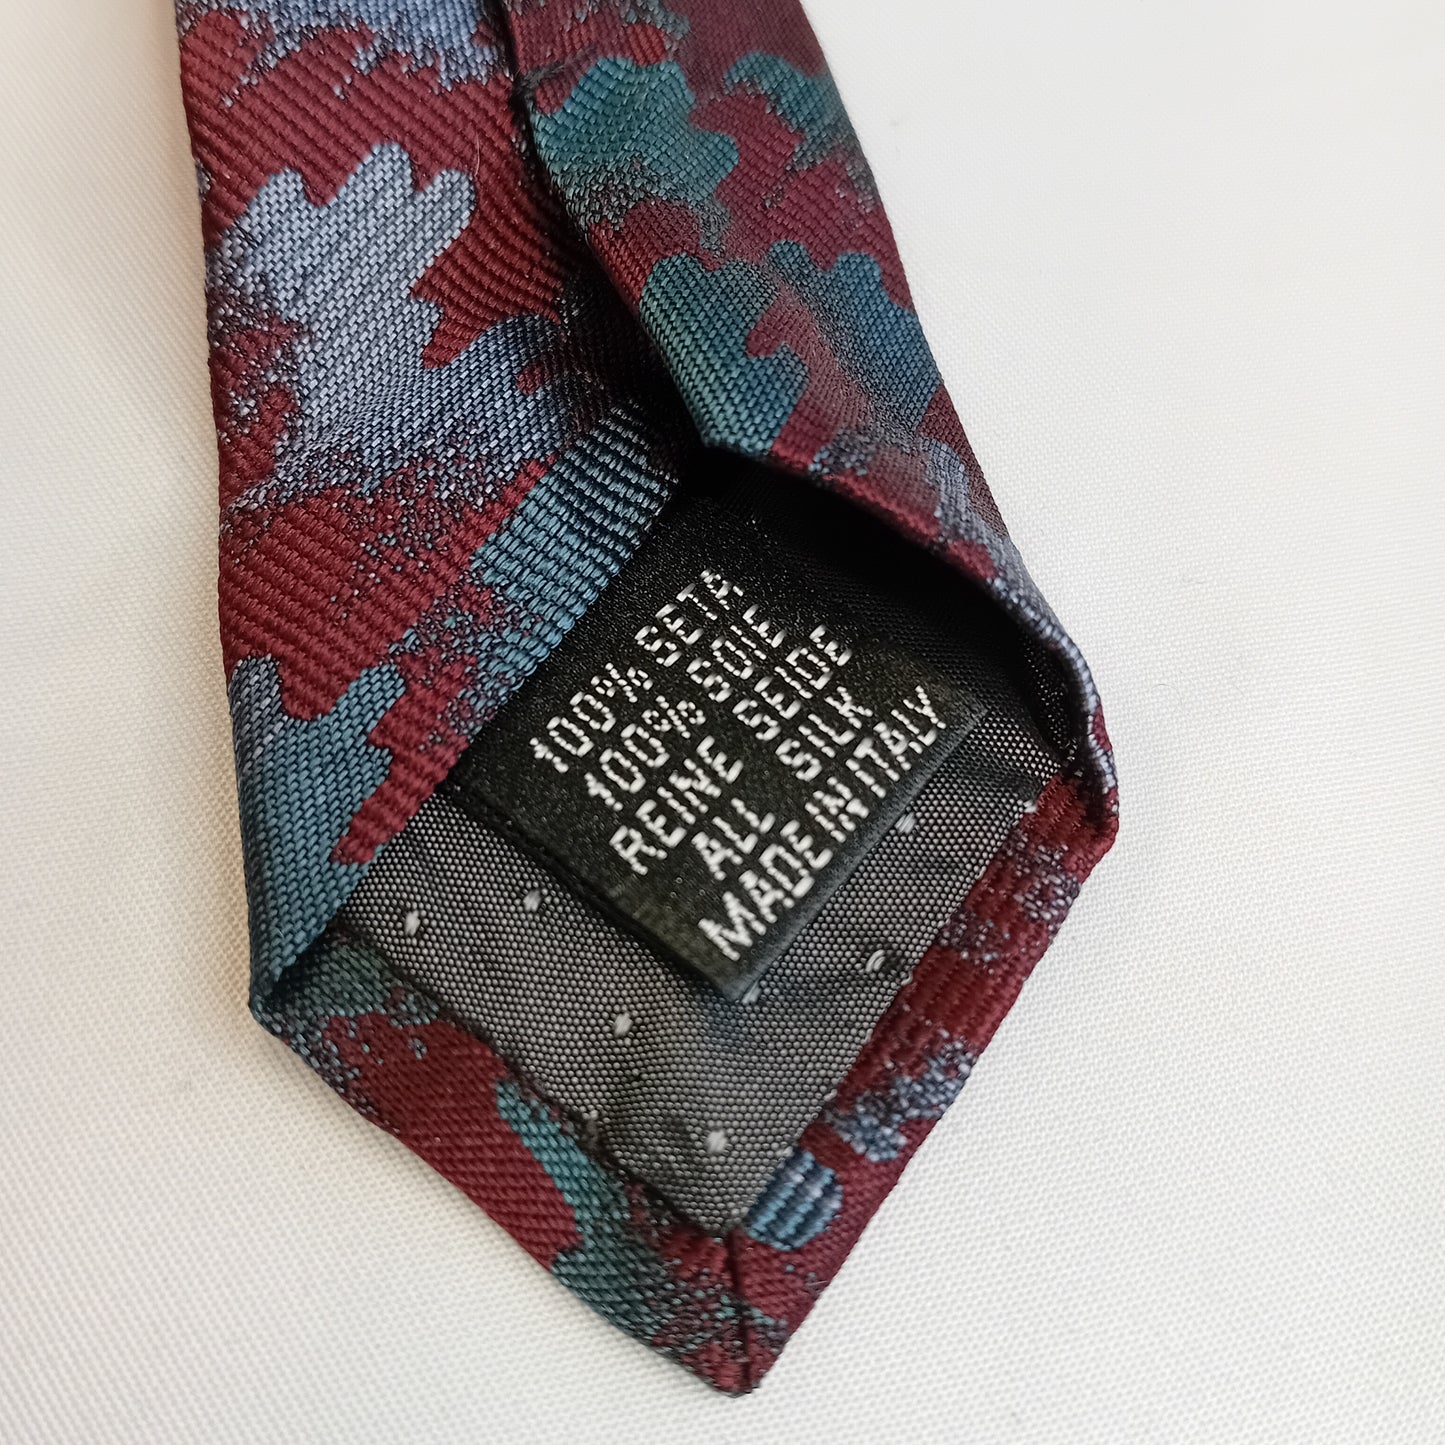 100% SETA
100% SOIE
REINE SEIDE
ALL SILK
MADE IN ITALY